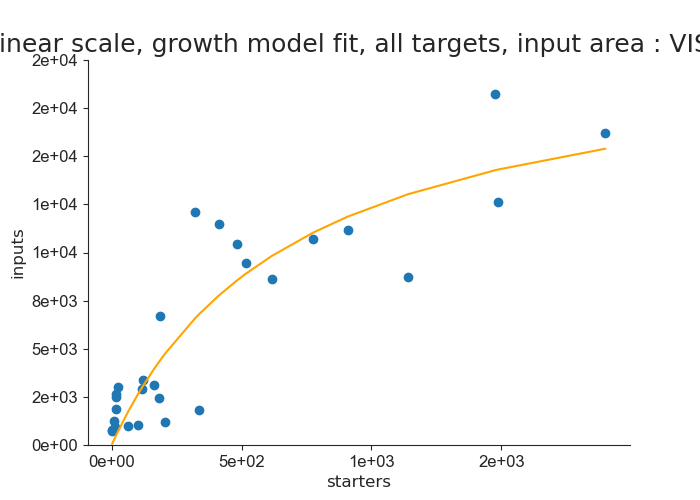 linear scale, growth model fit, all targets, input area : VIS
2e+04
2e+04
2e+04
1e+04
1e+04
8e+03
5e+03
2e+03
0e+00
inputs
0e+00 5e+02 1e+03 2e+03
starters